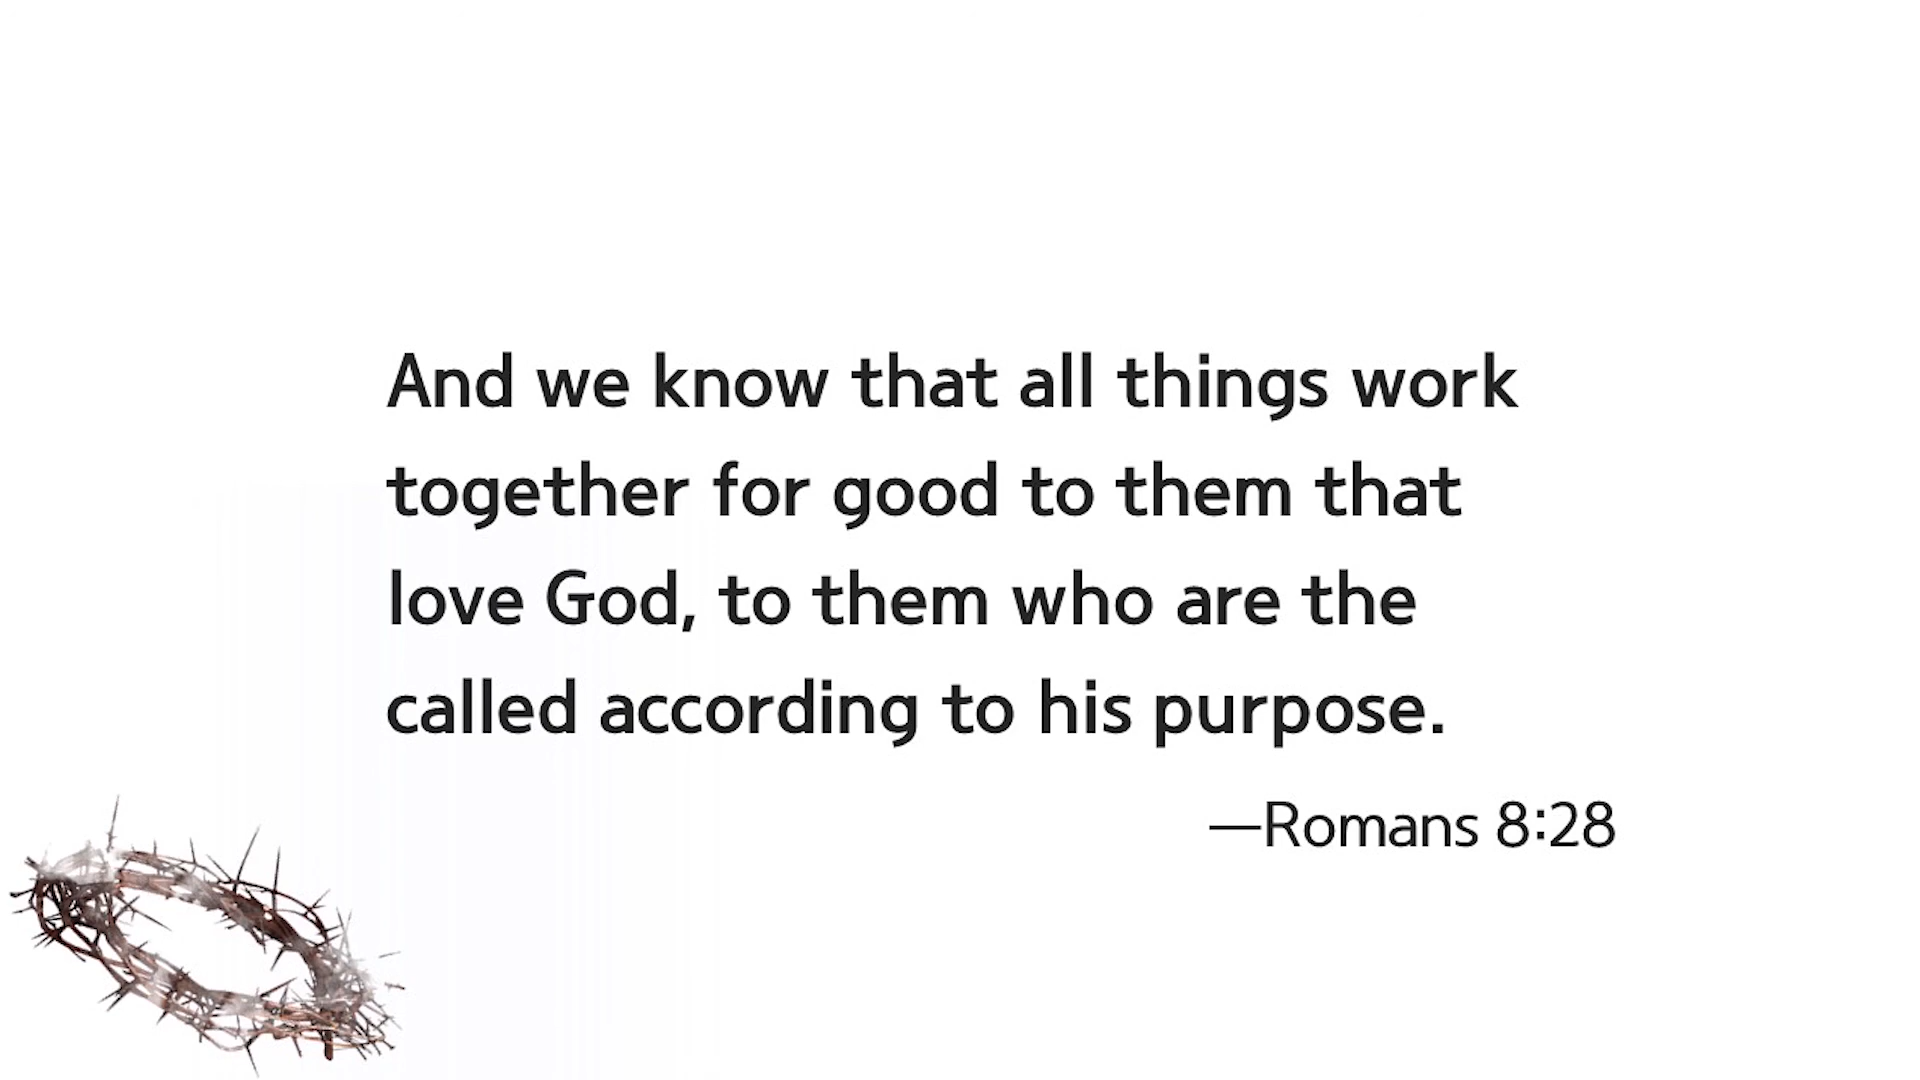 And we know that all things work
together for good to them that
love God, to them who are the
called according to his purpose.
—Romans 8:28